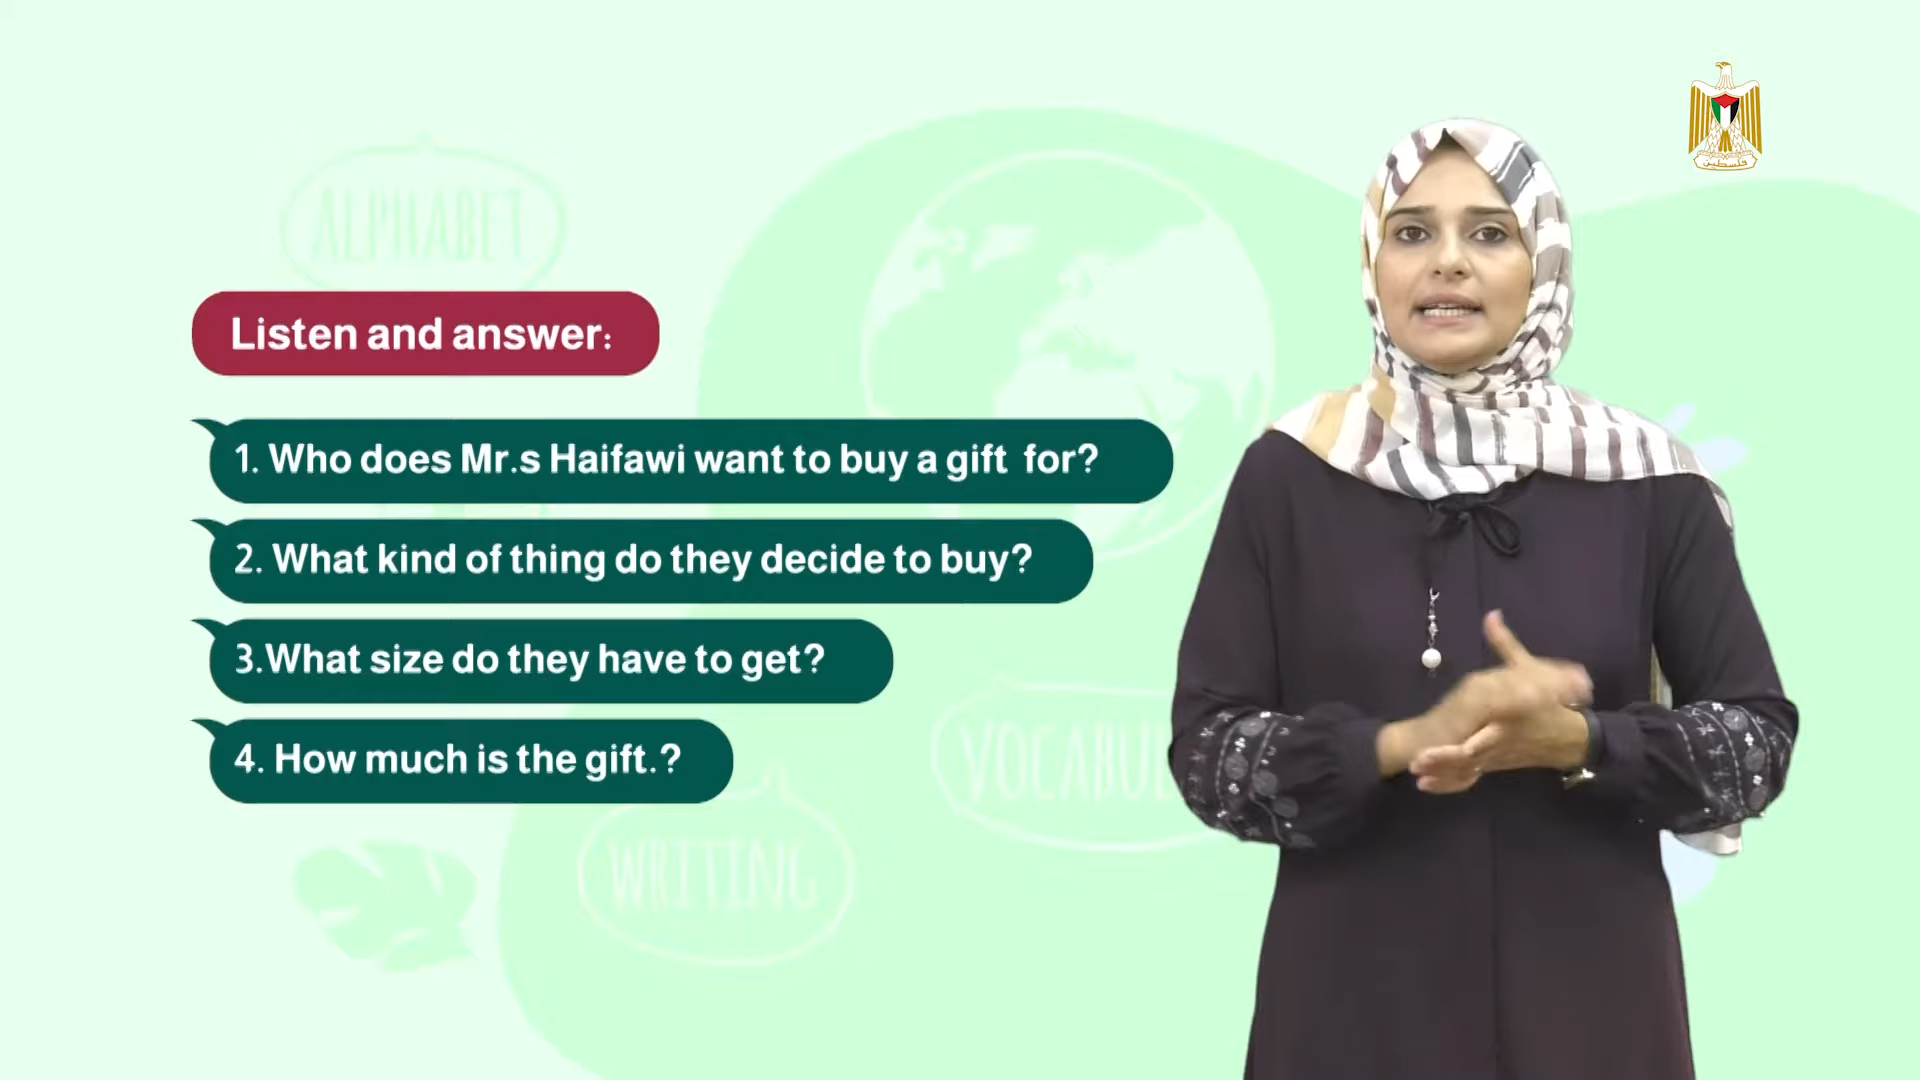 ALPHABET
Listen and answer:
1. Who does Mr.s Haifawi want to buy a gift for?
2. What kind of thing do they decide to buy?
3.What size do they have to get?
4. How much is the gift.?
VOCABUL
WRITING
فلسطين